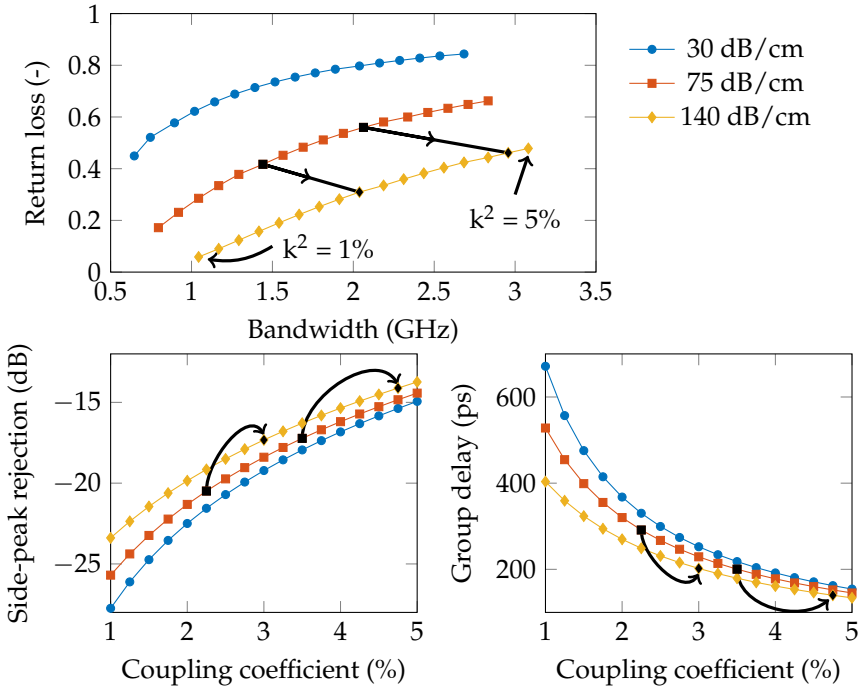 1
0.8
0.6
0.4
0.2
0
Return loss (-)
0.5
1
1.5
2
2.5
3
3.5
Bandwidth (GHz)
k² = 1%
k² = 5%
30 dB/cm
75 dB/cm
140 dB/cm
−15
−20
−25
Side-peak rejection (dB)
1
2
3
4
5
Coupling coefficient (%)
600
400
200
Group delay (ps)
1
2
3
4
5
Coupling coefficient (%)